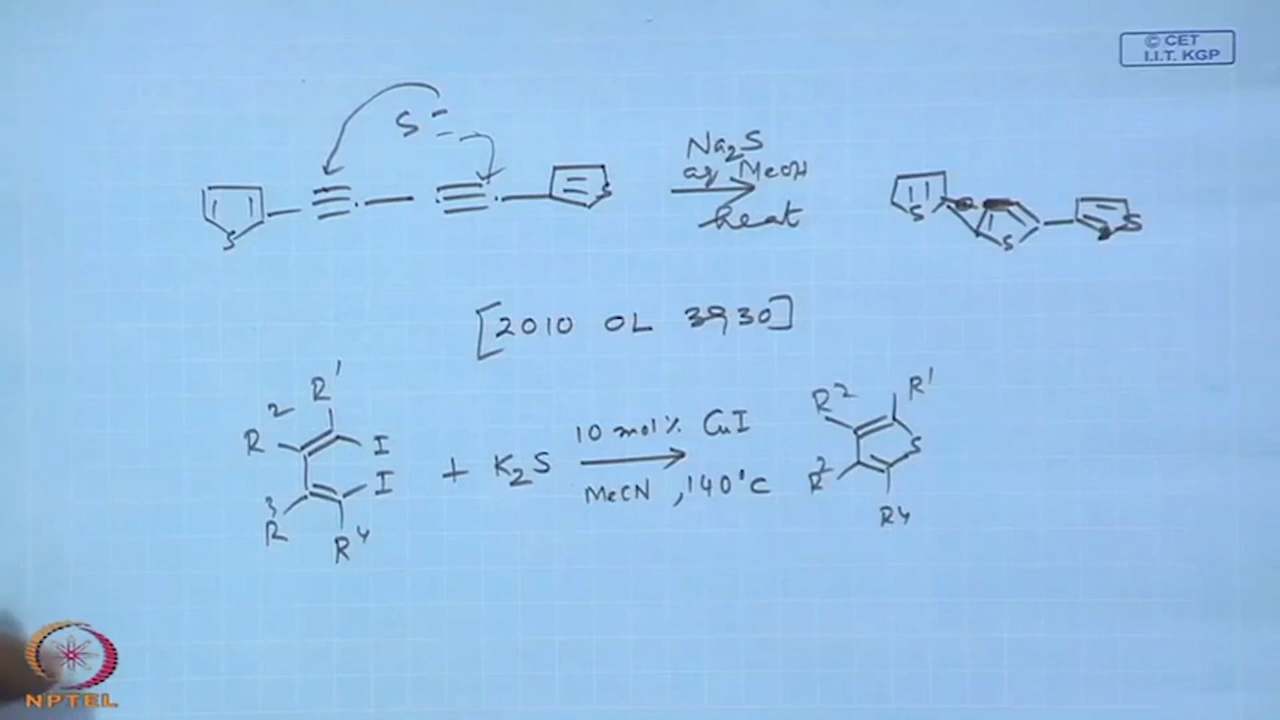 © CET
I.I.T. KGP
S =
Na2S
aq MeOH
heat
S
S
S
S
S
[2010 OL 3930]
R1
R2
I
I
R3
R4
+ K2S
10 mol% CuI
MeCN, 140°C
R2
R1
S
R2
R4
NPTEL